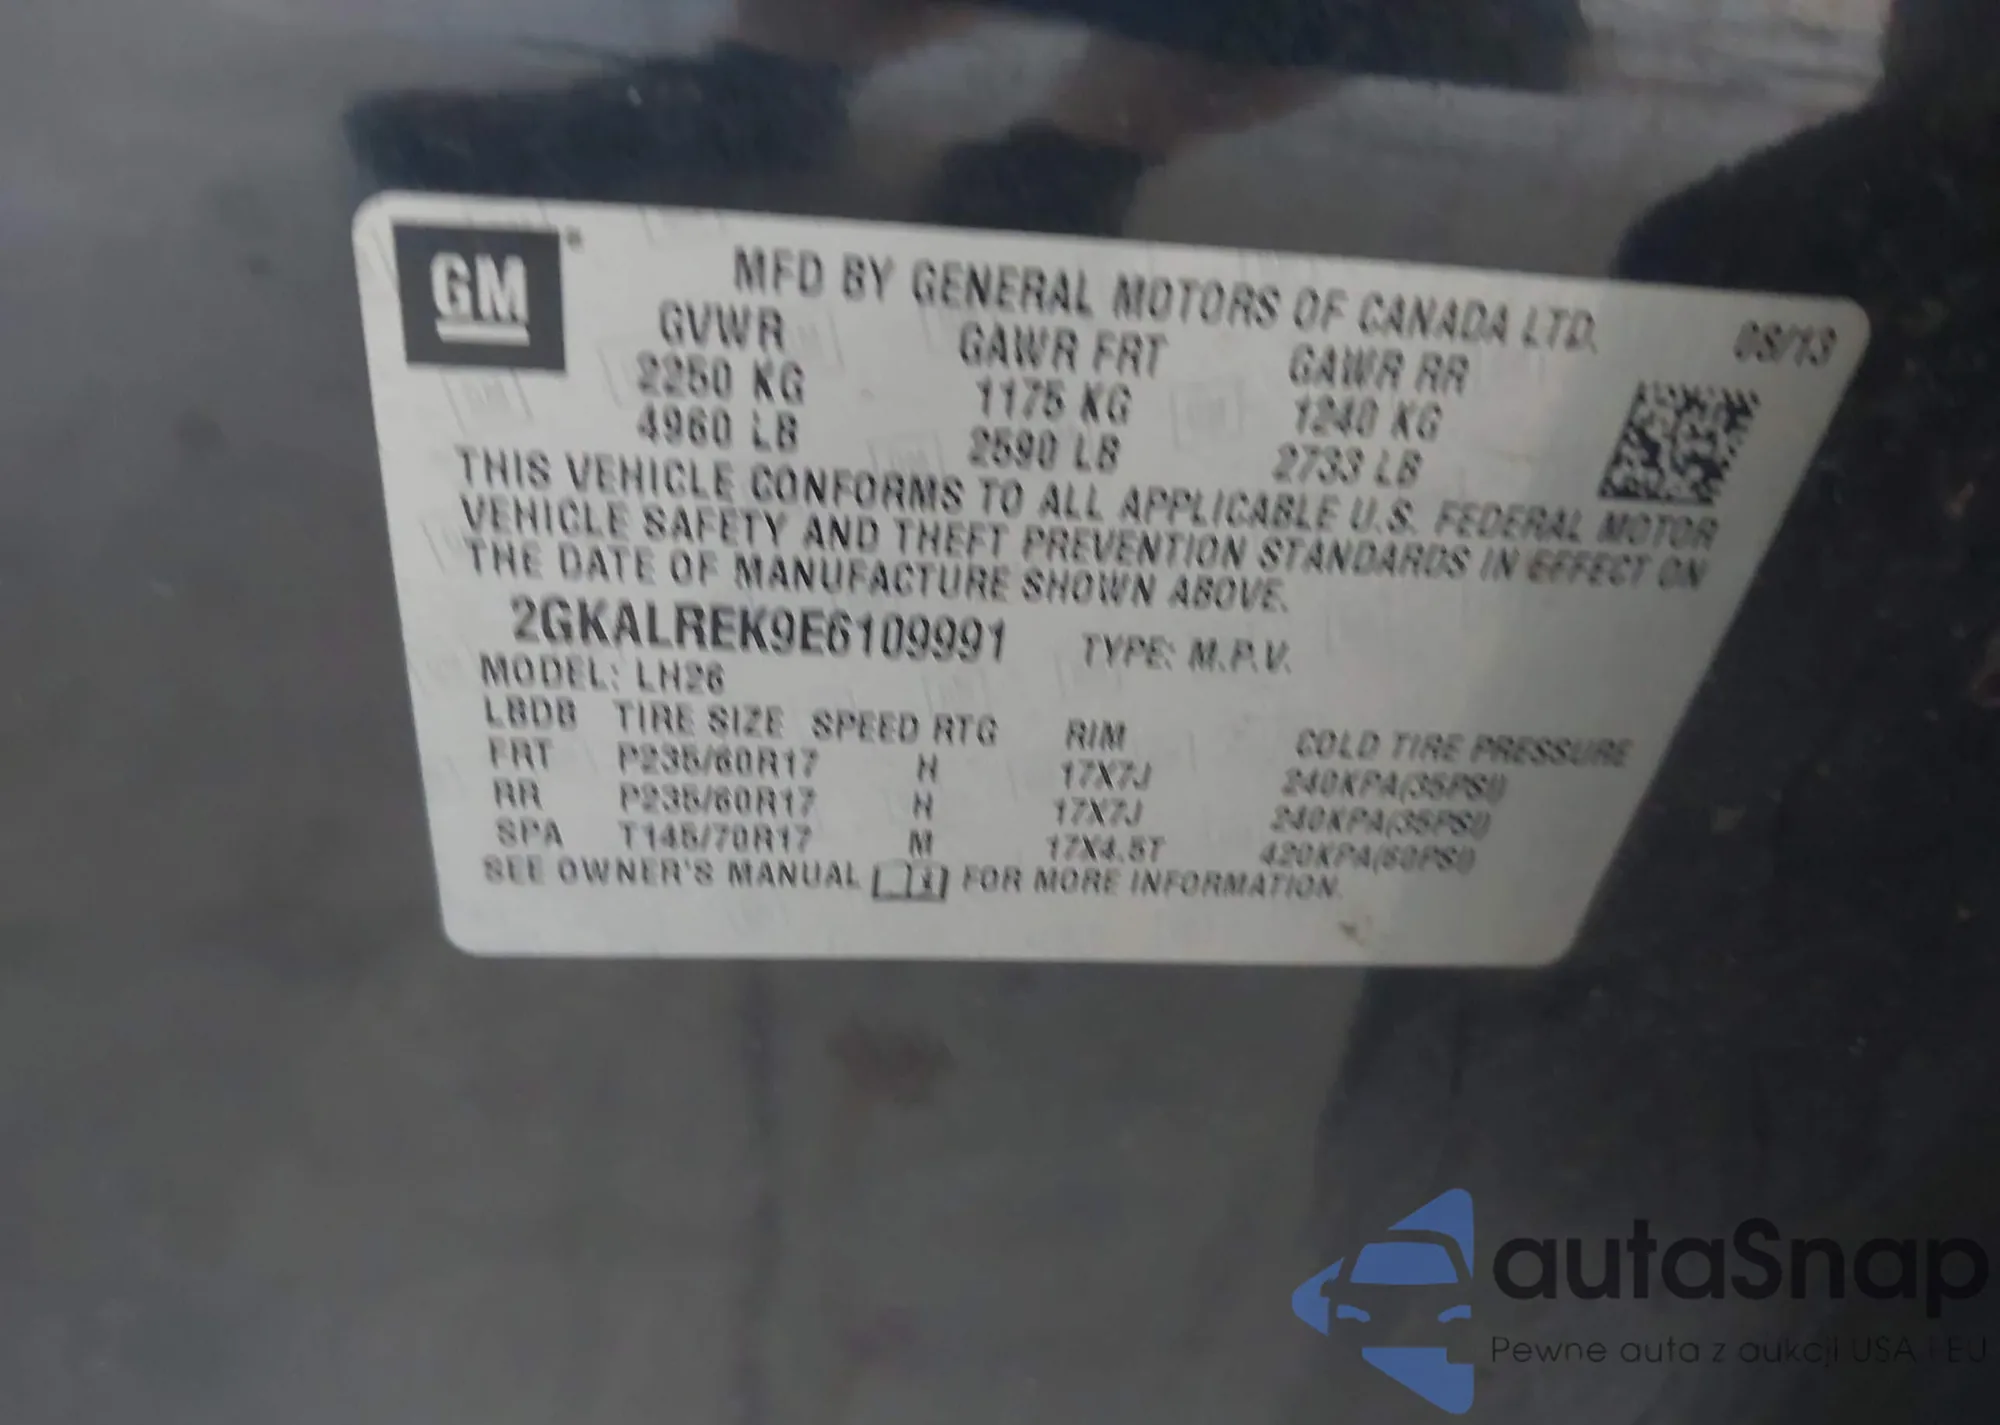 GM
MFD BY GENERAL MOTORS OF CANADA LTD.
08/13
GVWR GAWR FRT GAWR RR
2250 KG 1175 KG 1240 KG
4960 LB 2590 LB 2733 LB
THIS VEHICLE CONFORMS TO ALL APPLICABLE U.S. FEDERAL MOTOR
VEHICLE SAFETY AND THEFT PREVENTION STANDARDS IN EFFECT ON
THE DATE OF MANUFACTURE SHOWN ABOVE.
2GKALREK9E6109991 TYPE: M.P.V.
MODEL: LH26
LBDB TIRE SIZE SPEED RTG RIM COLD TIRE PRESSURE
FRT P235/60R17 H 17X7J 240KPA(35PSI)
RR P235/60R17 H 17X7J 240KPA(35PSI)
SPA T145/70R17 M 17X4.5T 420KPA(60PSI)
SEE OWNER'S MANUAL FOR MORE INFORMATION.
autaSnap
Pewne auta z aukcji USA i EU